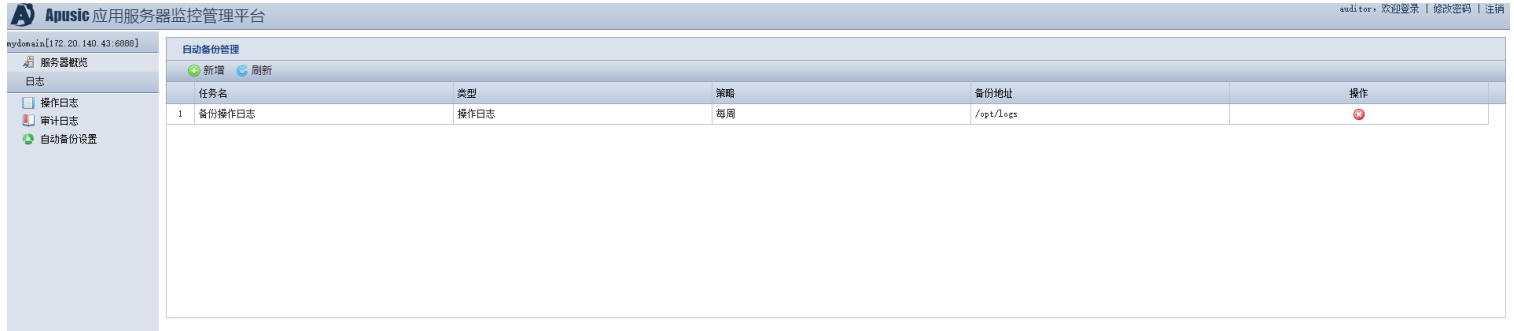 Apusic 应用服务器监控管理平台
auditor，欢迎登录 | 修改密码 | 注销
mydomain[172.20.140.43:6888]
服务器概览
日志
操作日志
审计日志
自动备份设置
自动备份管理
新增 刷新
任务名 类型 策略 备份地址 操作
1 备份操作日志 操作日志 每周 /opt/logs